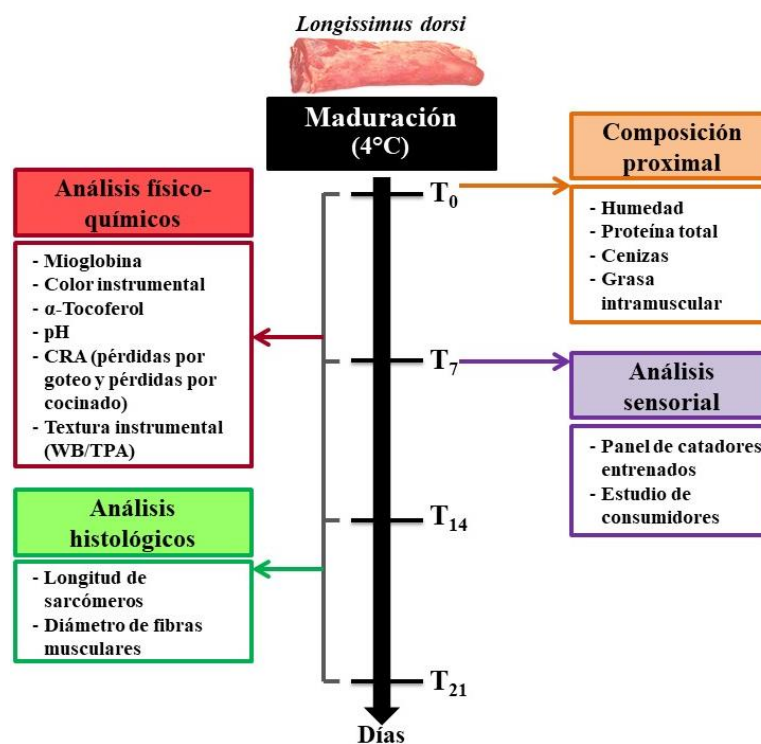 Longissimus dorsi
Maduración
(4°C)
Análisis físico-
químicos
- Mioglobina
- Color instrumental
- α-Tocoferol
- pH
- CRA (pérdidas por
goteo y pérdidas por
cocinado)
- Textura instrumental
(WB/TPA)
Análisis
histológicos
- Longitud de
sarcómeros
- Diámetro de fibras
musculares
T0
T7
T14
T21
Días
Composición
proximal
- Humedad
- Proteína total
- Cenizas
- Grasa
intramuscular
Análisis
sensorial
- Panel de catadores
entrenados
- Estudio de
consumidores